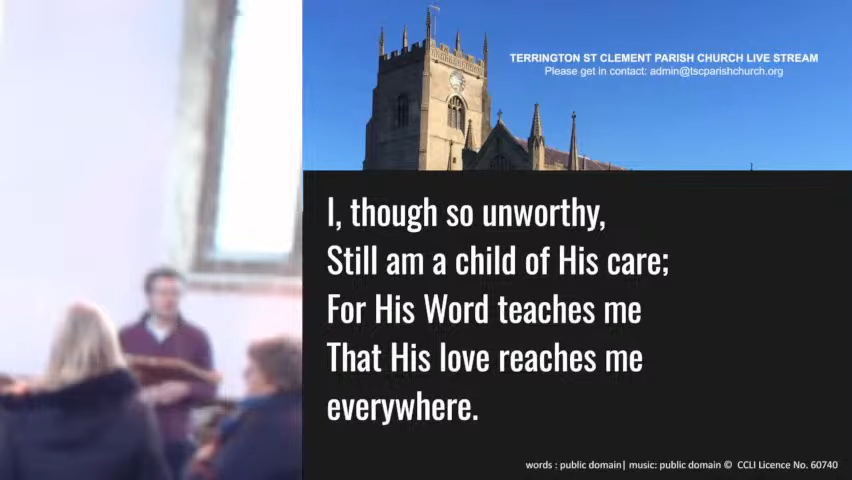 TERRINGTON ST CLEMENT PARISH CHURCH LIVE STREAM
Please get in contact: admin@tscparishchurch.org
I, though so unworthy,
Still am a child of His care;
For His Word teaches me
That His love reaches me
everywhere.
words : public domain| music: public domain © CCLI Licence No. 60740